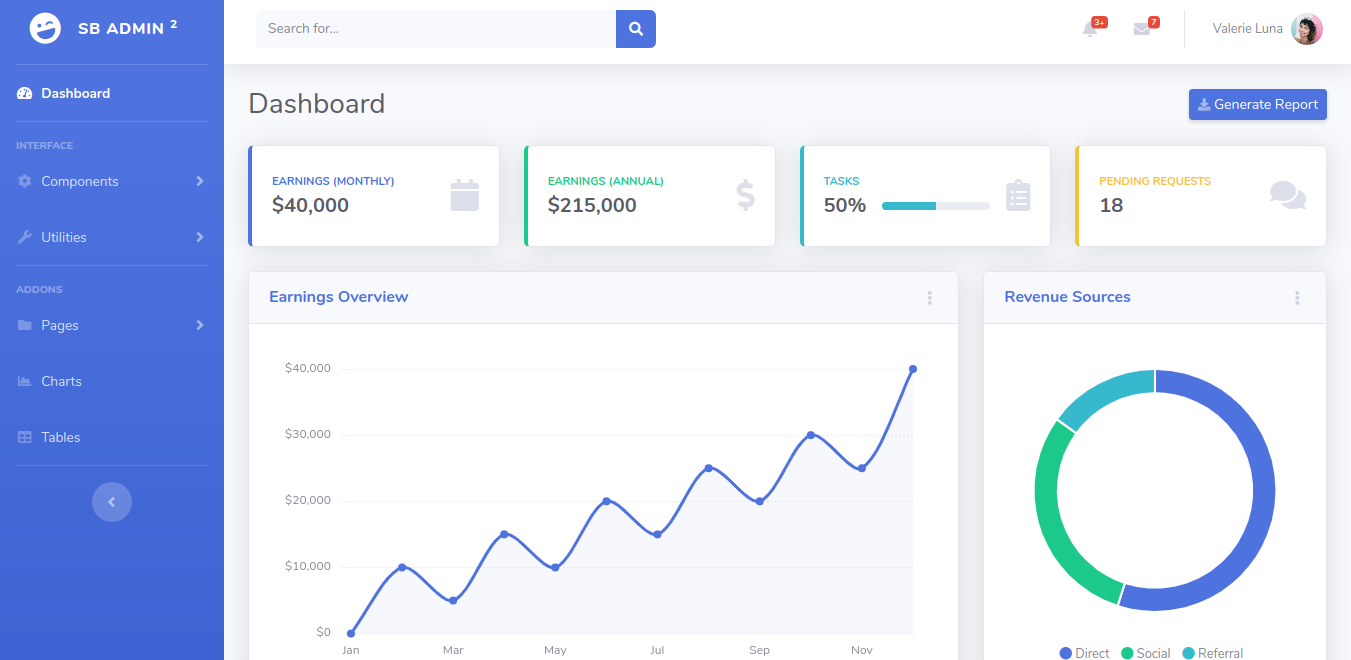 SB ADMIN 2
Dashboard
INTERFACE
Components
Utilities
ADDONS
Pages
Charts
Tables
Search for...
3+
7
Valerie Luna
Dashboard
Generate Report
EARNINGS (MONTHLY)
$40,000
EARNINGS (ANNUAL)
$215,000
TASKS
50%
PENDING REQUESTS
18
Earnings Overview
$40,000
$30,000
$20,000
$10,000
$0
Jan Mar May Jul Sep Nov
Revenue Sources
Direct Social Referral